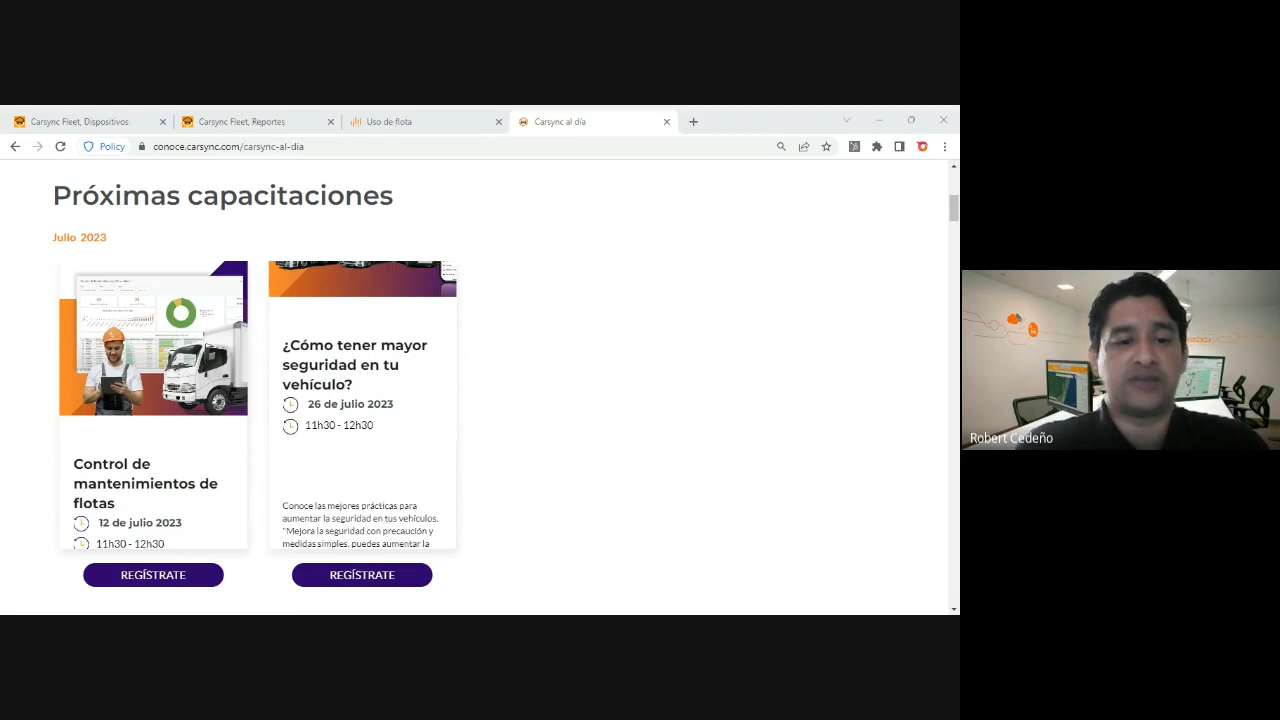 Carsync Fleet, Dispositivos
Carsync Fleet, Reportes
Uso de flota
Carsync al día
Policy
conoce.carsync.com/carsync-al-dia
Próximas capacitaciones
Julio 2023
Control de
mantenimientos de
flotas
12 de julio 2023
11h30 - 12h30
REGÍSTRATE
¿Cómo tener mayor
seguridad en tu
vehículo?
26 de julio 2023
11h30 - 12h30
Conoce las mejores prácticas para
aumentar la seguridad en tus vehículos.
"Mejora la seguridad con precaución y
medidas simples, puedes aumentar la
REGÍSTRATE
Robert Cedeño